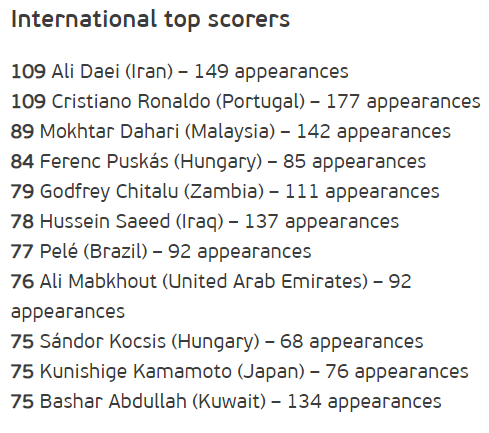 International top scorers
109 Ali Daei (Iran) – 149 appearances
109 Cristiano Ronaldo (Portugal) – 177 appearances
89 Mokhtar Dahari (Malaysia) – 142 appearances
84 Ferenc Puskás (Hungary) – 85 appearances
79 Godfrey Chitalu (Zambia) – 111 appearances
78 Hussein Saeed (Iraq) – 137 appearances
77 Pelé (Brazil) – 92 appearances
76 Ali Mabkhout (United Arab Emirates) – 92
appearances
75 Sándor Kocsis (Hungary) – 68 appearances
75 Kunishige Kamamoto (Japan) – 76 appearances
75 Bashar Abdullah (Kuwait) – 134 appearances